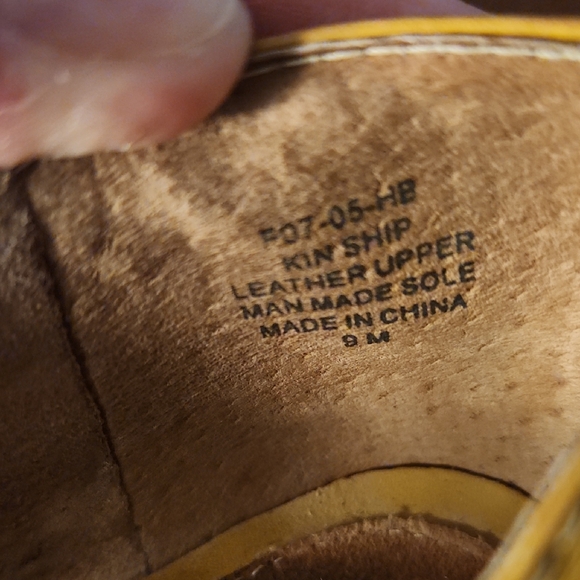 F07-05-HB
KIN SHIP
LEATHER UPPER
MAN MADE SOLE
MADE IN CHINA
9 M